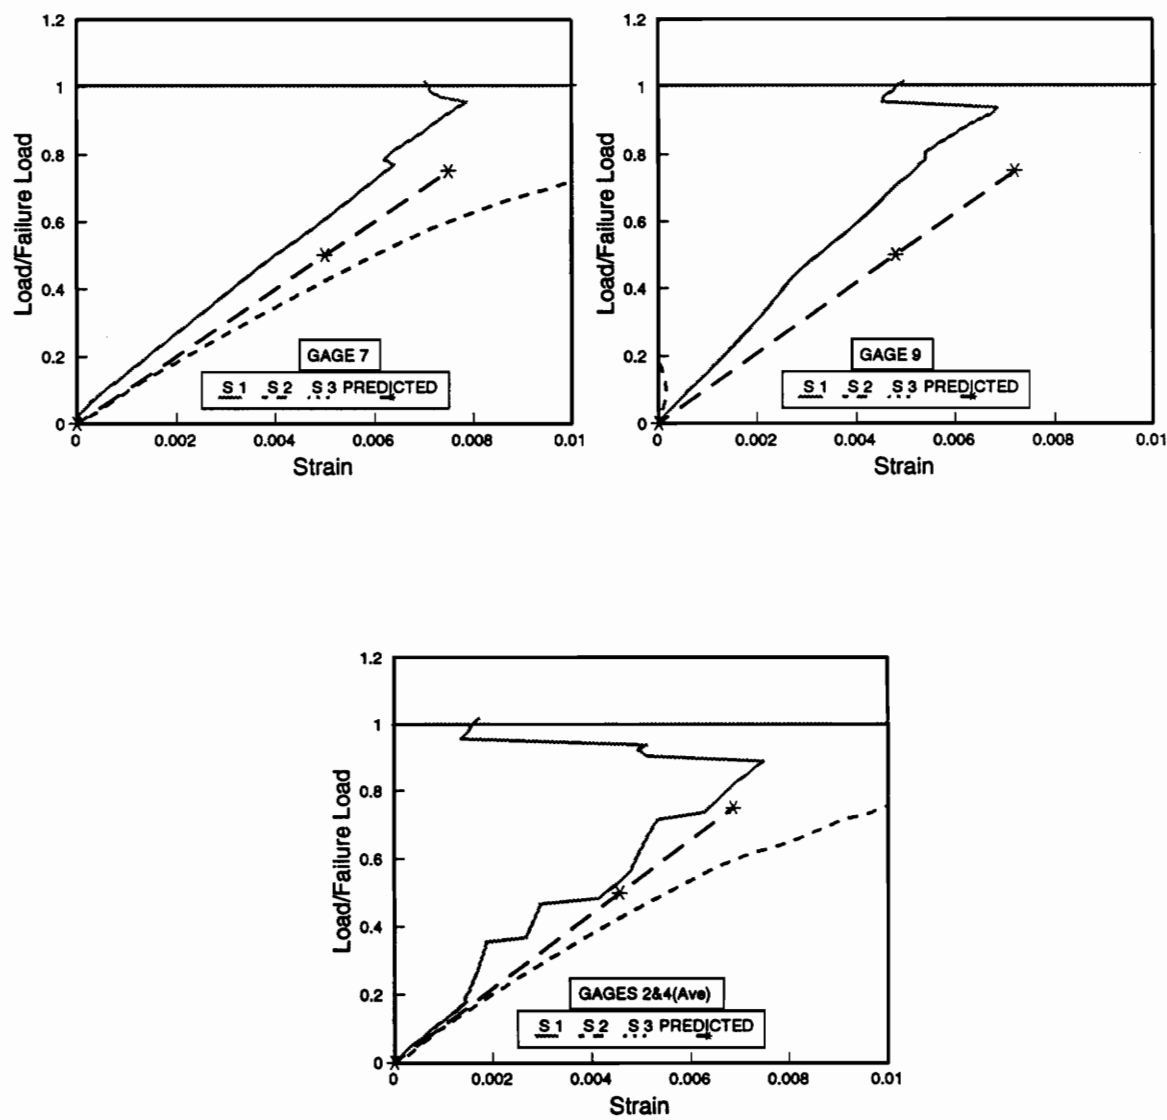 1.2
1
0.8
0.6
0.4
0.2
0
Load/Failure Load
GAGE 7
S 1 S 2 S 3 PREDICTED
0 0.002 0.004 0.006 0.008 0.01
Strain
1.2
1
0.8
0.6
0.4
0.2
0
Load/Failure Load
GAGE 9
S 1 S 2 S 3 PREDICTED
0 0.002 0.004 0.006 0.008 0.01
Strain
1.2
1
0.8
0.6
0.4
0.2
0
Load/Failure Load
GAGES 2&4(Ave)
S 1 S 2 S 3 PREDICTED
0 0.002 0.004 0.006 0.008 0.01
Strain